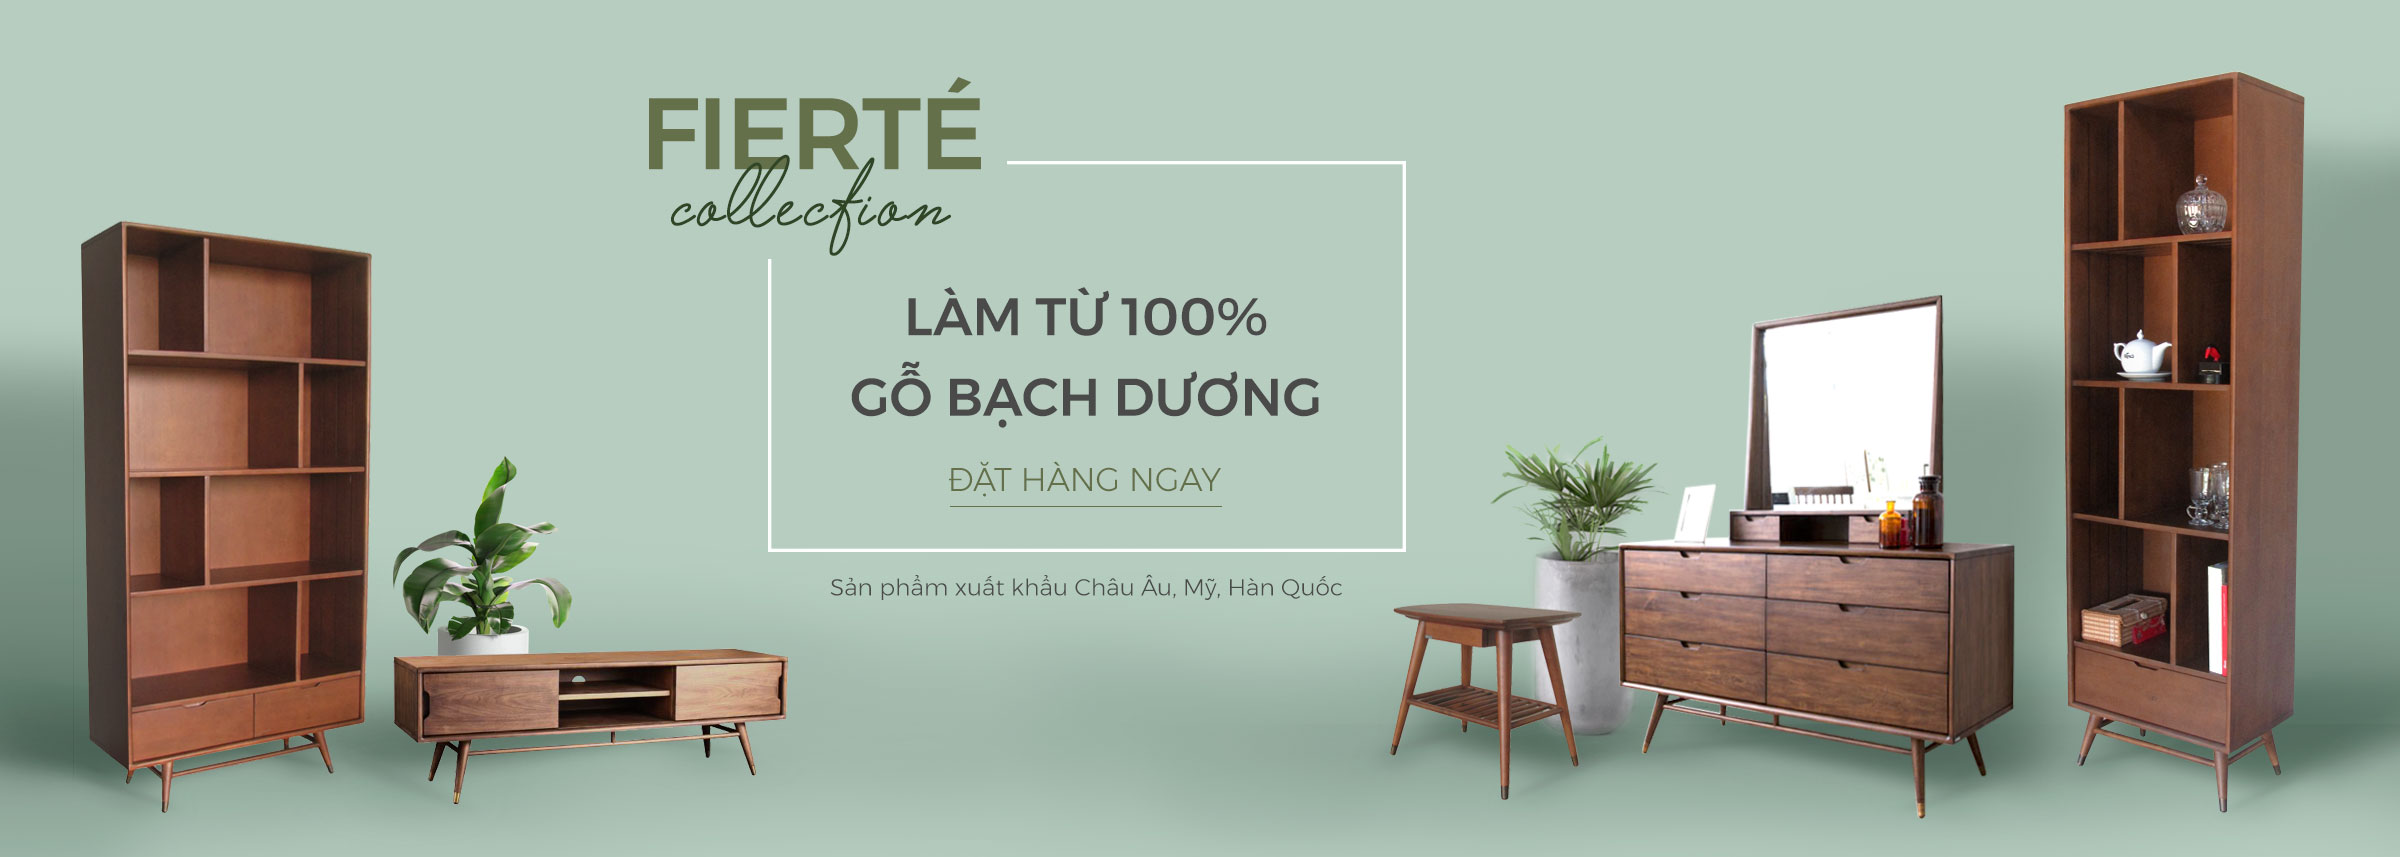 FIERTÉ
collection
LÀM TỪ 100%
GỖ BẠCH DƯƠNG
ĐẶT HÀNG NGAY
Sản phẩm xuất khẩu Châu Âu, Mỹ, Hàn Quốc